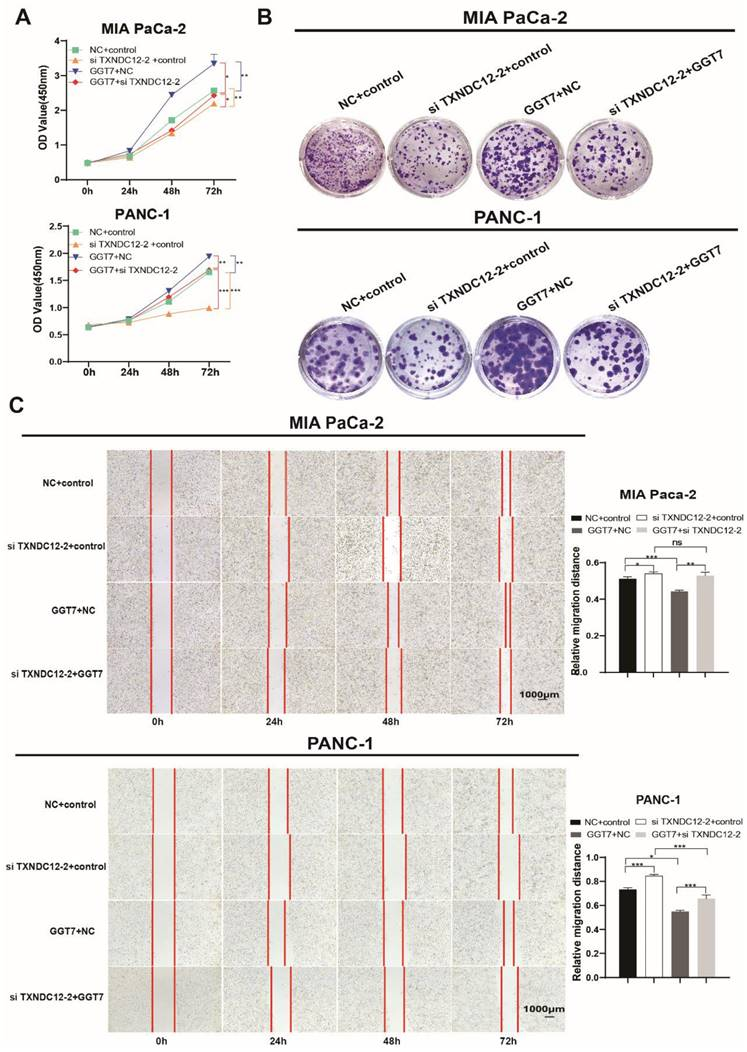 A
MIA PaCa-2
NC+control
si TXNDC12-2 +control
GGT7+NC
GGT7+si TXNDC12-2
OD Value(450nm)
4
3
2
1
0
0h 24h 48h 72h
* ** * **
PANC-1
NC+control
si TXNDC12-2 +control
GGT7+NC
GGT7+si TXNDC12-2
OD Value(450nm)
2.5
2.0
1.5
1.0
0.5
0.0
0h 24h 48h 72h
** ** *** ***
B
MIA PaCa-2
NC+control
si TXNDC12-2+control
GGT7+NC
si TXNDC12-2+GGT7
PANC-1
NC+control
si TXNDC12-2+control
GGT7+NC
si TXNDC12-2+GGT7
C
MIA PaCa-2
NC+control
si TXNDC12-2+control
GGT7+NC
si TXNDC12-2+GGT7
1000μm
0h 24h 48h 72h
MIA Paca-2
NC+control si TXNDC12-2+control
GGT7+NC GGT7+si TXNDC12-2
Relative migration distance
ns
***
* **
0.6
0.4
0.2
0.0
PANC-1
NC+control
si TXNDC12-2+control
GGT7+NC
si TXNDC12-2+GGT7
1000μm
0h 24h 48h 72h
PANC-1
NC+control si TXNDC12-2+control
GGT7+NC GGT7+si TXNDC12-2
Relative migration distance
***
*
*** ***
1.0
0.8
0.6
0.4
0.2
0.0